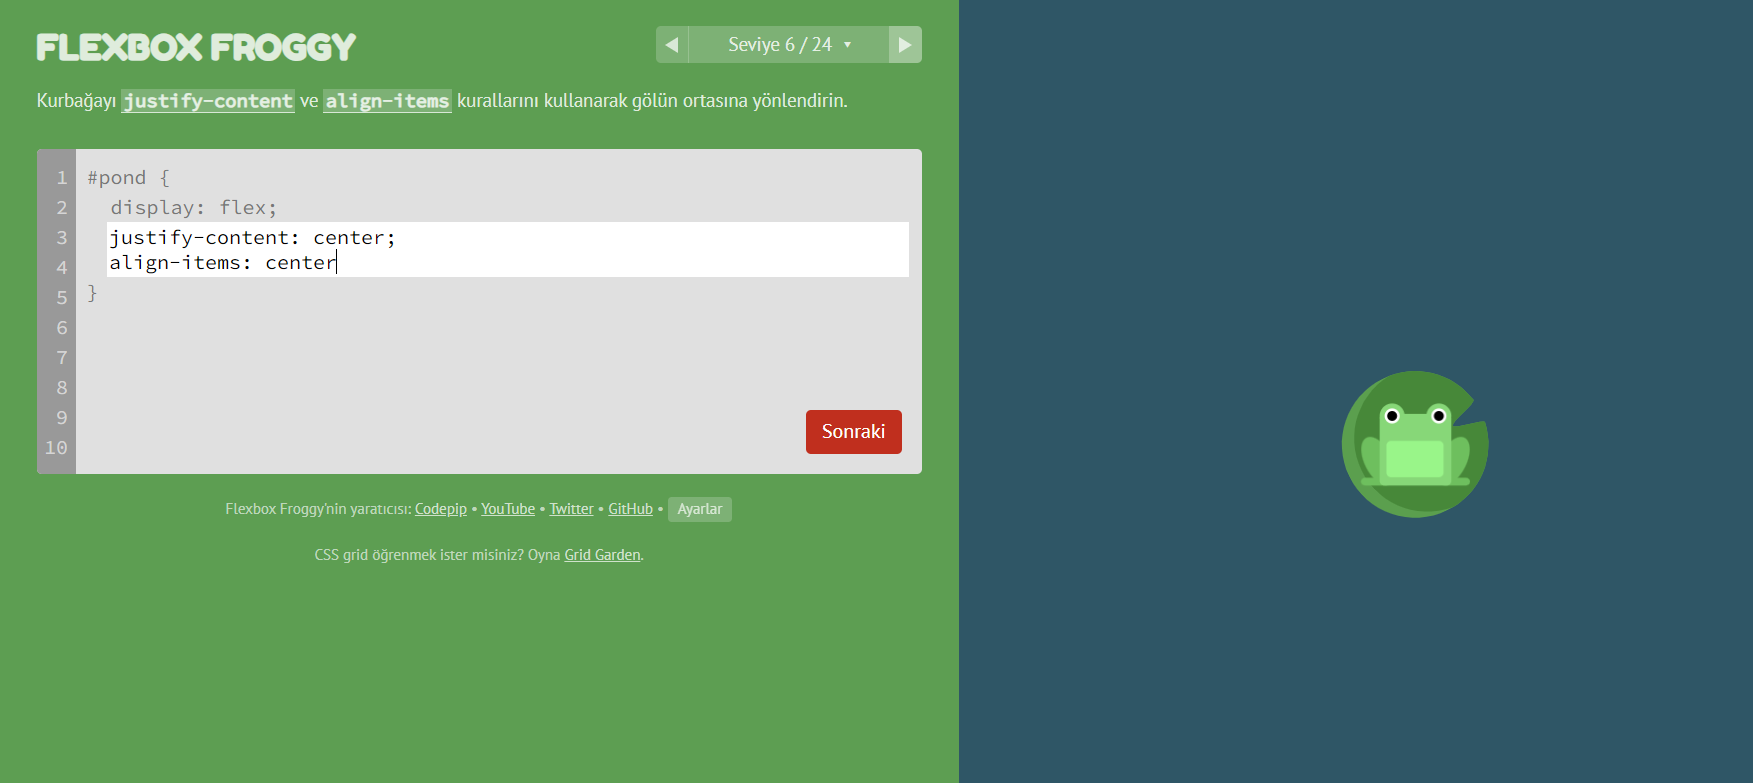 FLEXBOX FROGGY
Seviye 6 / 24 ▼
Kurbağayı justify-content ve align-items kurallarını kullanarak gölün ortasına yönlendirin.
1 #pond {
2 display: flex;
3 justify-content: center;
4 align-items: center
5 }
6
7
8
9
10
Sonraki
Flexbox Froggy'nin yaratıcısı: Codepip • YouTube • Twitter • GitHub • Ayarlar
CSS grid öğrenmek ister misiniz? Oyna Grid Garden.